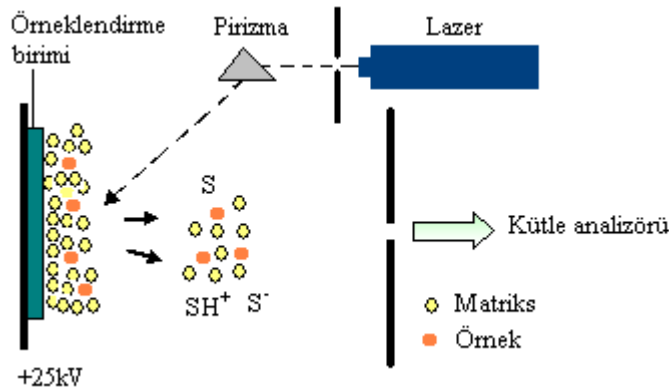 Örneklendirme
birimi
Pirizma
Lazer
S
SH⁺
S⁻
Kütle analizörü
Matriks
Örnek
+25kV